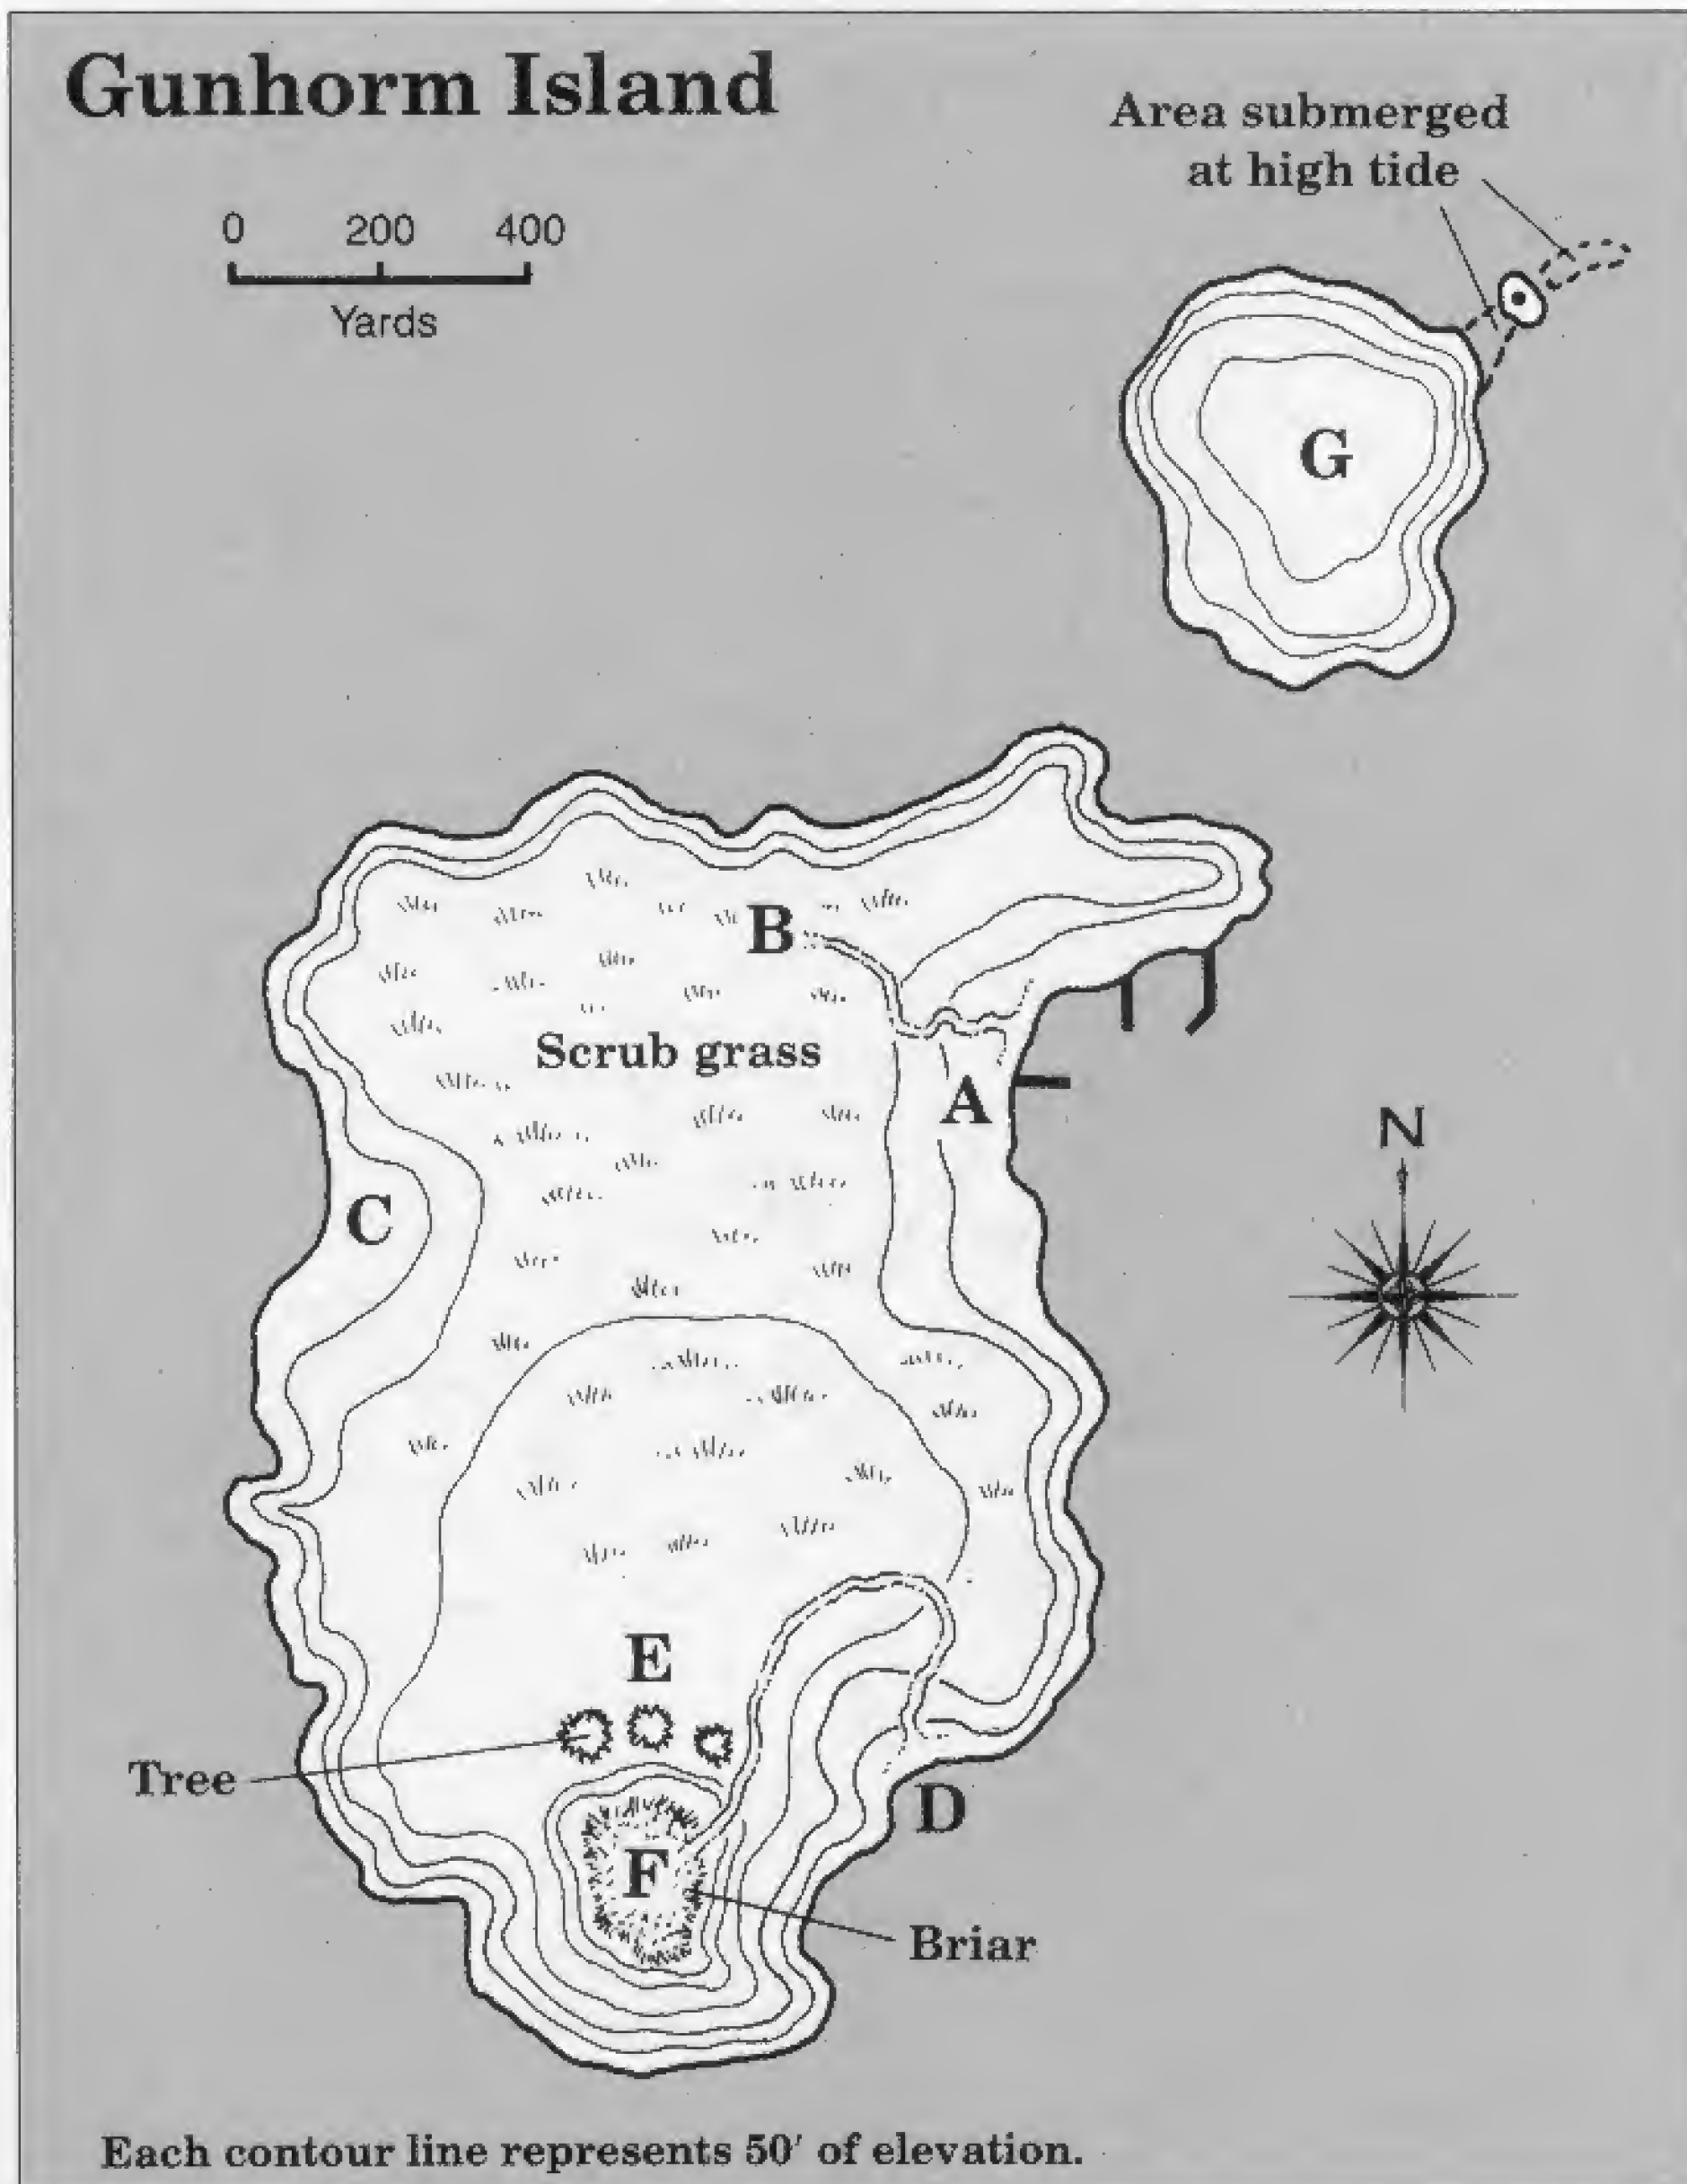 Gunhorm Island
Area submerged
at high tide
0 200 400
Yards
G
B
Scrub grass
A
N
C
E
Tree
D
F
Briar
Each contour line represents 50' of elevation.